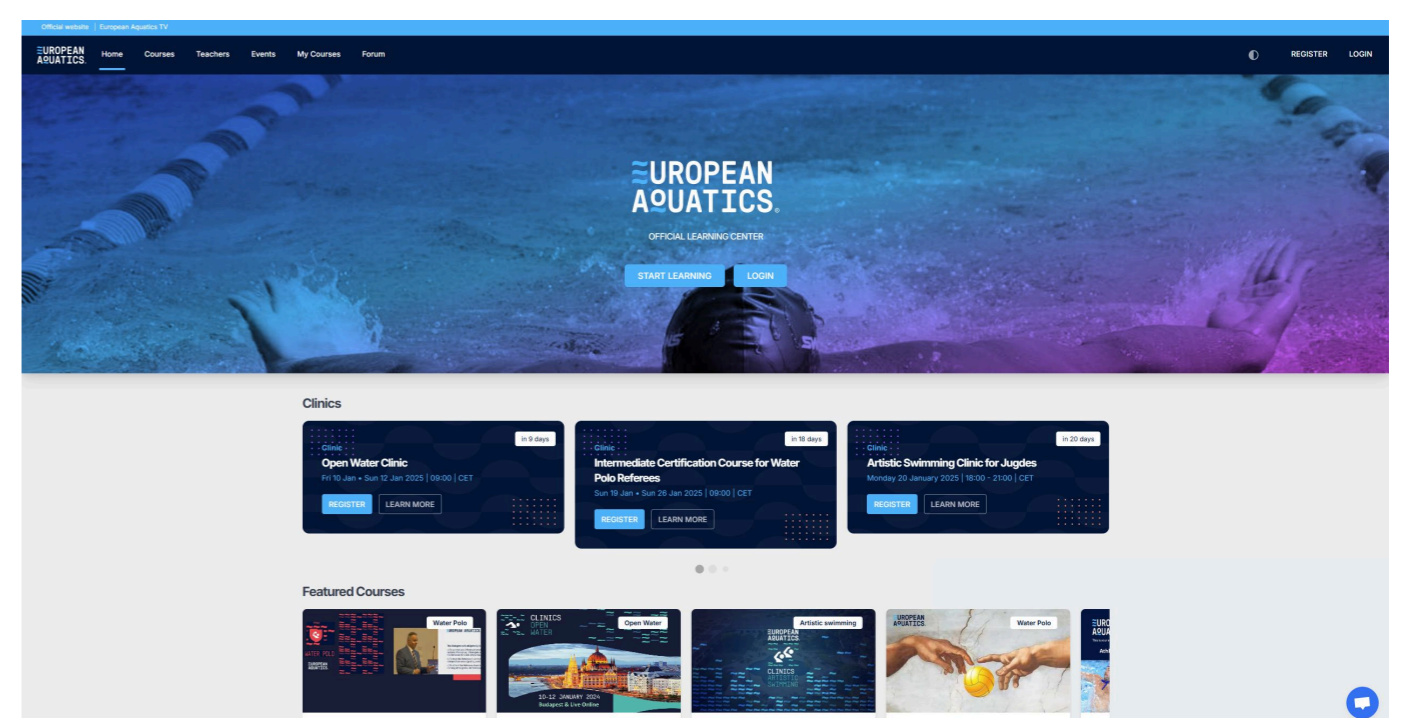 Official website | European Aquatics TV
EUROPEAN
AQUATICS.
Home Courses Teachers Events My Courses Forum
REGISTER LOGIN
EUROPEAN
AQUATICS.
OFFICIAL LEARNING CENTER
START LEARNING LOGIN
Clinics
in 9 days
Clinic
Open Water Clinic
Fri 10 Jan • Sun 12 Jan 2025 | 09:00 | CET
REGISTER LEARN MORE
in 18 days
Clinic
Intermediate Certification Course for Water
Polo Referees
Sun 19 Jan • Sun 26 Jan 2025 | 09:00 | CET
REGISTER LEARN MORE
in 20 days
Clinic
Artistic Swimming Clinic for Jugdes
Monday 20 January 2025 | 18:00 - 21:00 | CET
REGISTER LEARN MORE
Featured Courses
Water Polo
WATER POLO
EUROPEAN
AQUATICS
EUROPEAN AQUATICS
Open Water
CLINICS
OPEN
WATER
10-12 JANUARY 2024
Budapest & Live Online
Artistic swimming
EUROPEAN
AQUATICS
CLINICS
ARTISTIC
SWIMMING
EUROPEAN
AQUATICS.
Water Polo